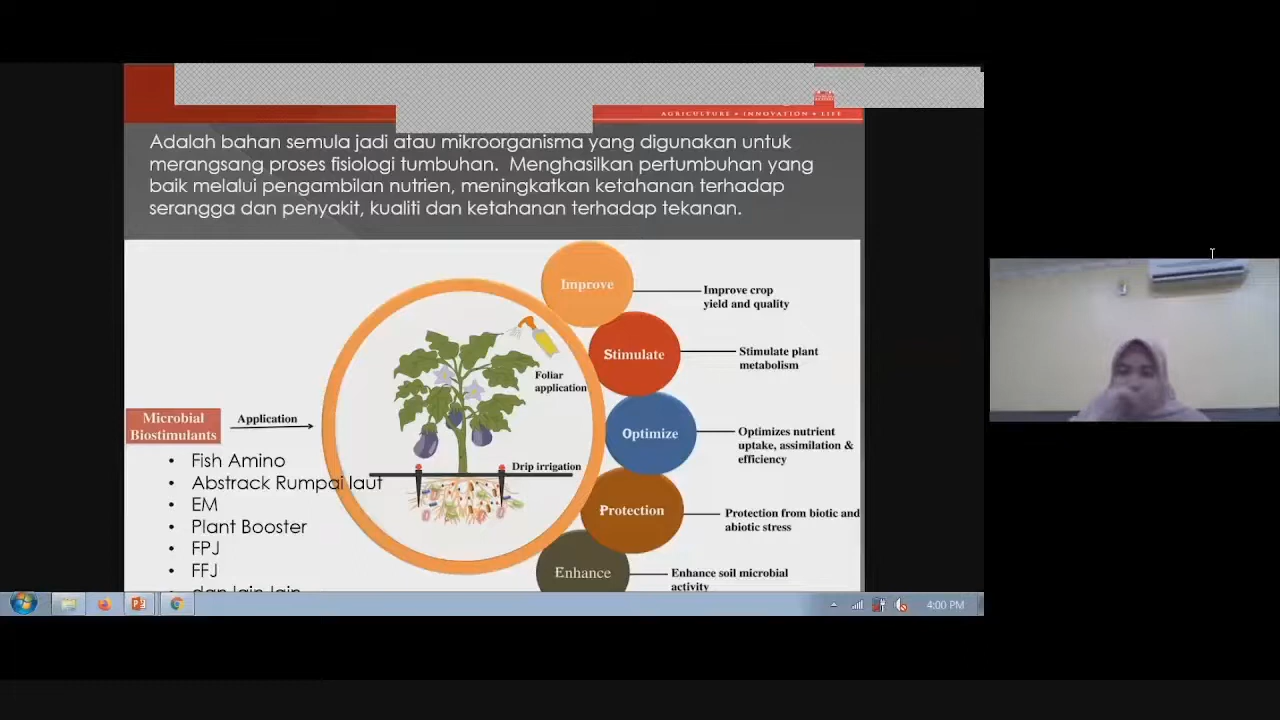 AGRICULTURE • INNOVATION • LIFE
Adalah bahan semula jadi atau mikroorganisma yang digunakan untuk
merangsang proses fisiologi tumbuhan. Menghasilkan pertumbuhan yang
baik melalui pengambilan nutrien, meningkatkan ketahanan terhadap
serangga dan penyakit, kualiti dan ketahanan terhadap tekanan.
Improve
Improve crop
yield and quality
Stimulate
Stimulate plant
metabolism
Foliar
application
Microbial
Biostimulants
Application
Optimize
Optimizes nutrient
uptake, assimilation &
efficiency
Drip irrigation
• Fish Amino
• Abstrack Rumpai laut
• EM
• Plant Booster
• FPJ
• FFJ
dan lain lain
Protection
Protection from biotic and
abiotic stress
Enhance
Enhance soil microbial
activity
4:00 PM